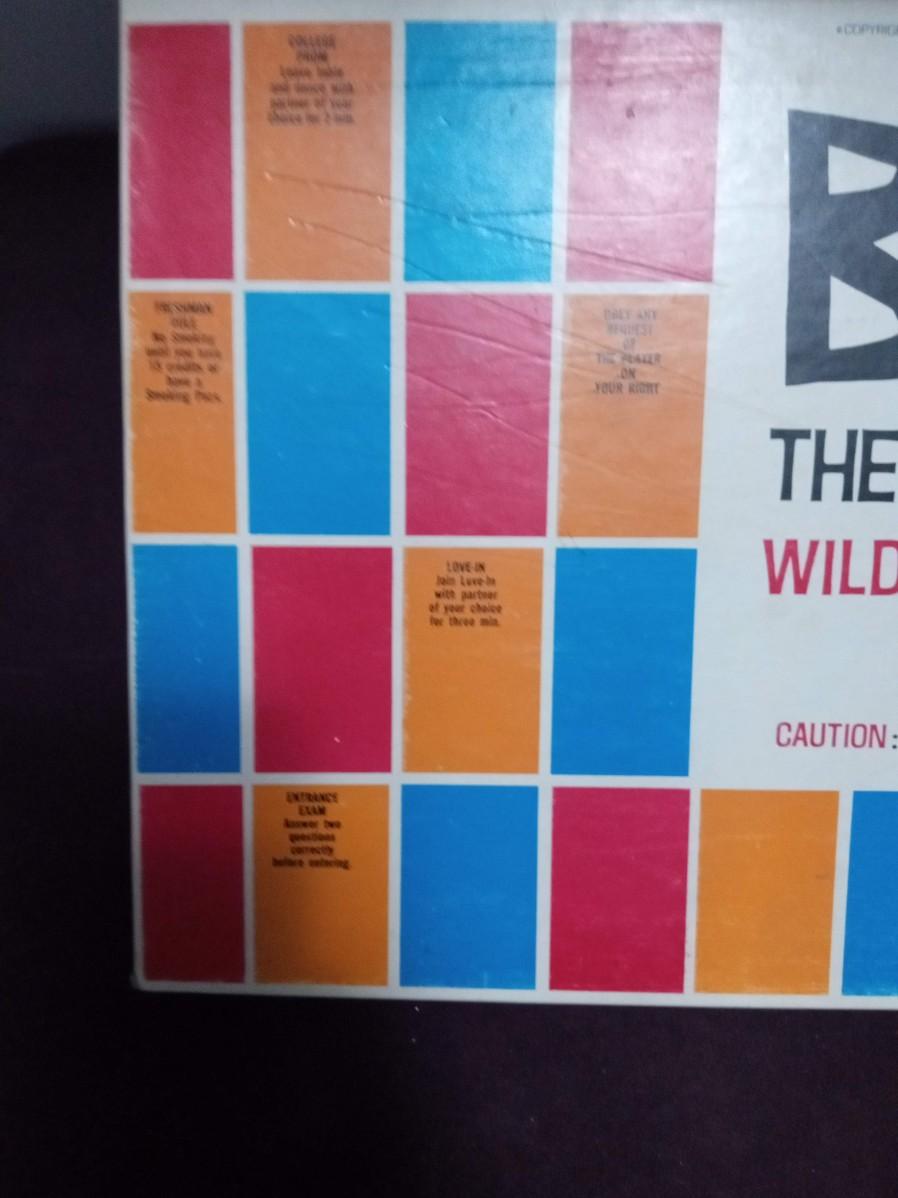 © COPYRIG
COLLEGE
PROM
Leave table
and dance with
partner of your
choice for 2 min.
B
FRESHMAN
RULE
No Smoking
until you have
15 credits or
have a
Smoking Pass.
OBEY ANY
REQUEST
OF
THE PLAYER
ON
YOUR RIGHT
THE
WILD
LOVE-IN
Join Love-In
with partner
of your choice
for three min.
CAUTION:
ENTRANCE
EXAM
Answer two
questions
correctly
before entering.